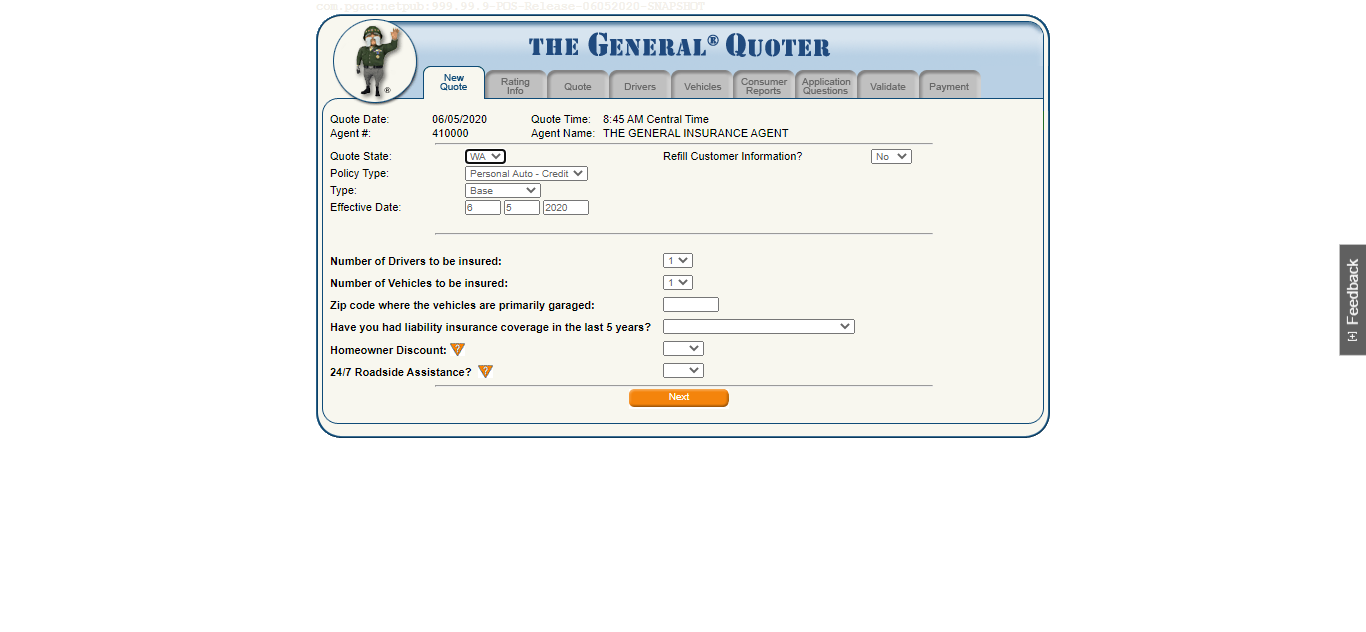 com.pgac:netpub:999.99.9-POS-Release-06052020-SNAPSHOT
THE GENERAL® QUOTER
®
New Quote
Rating Info
Quote
Drivers
Vehicles
Consumer Reports
Application Questions
Validate
Payment
Quote Date: 06/05/2020 Quote Time: 8:45 AM Central Time
Agent #: 410000 Agent Name: THE GENERAL INSURANCE AGENT
Quote State: WA Refill Customer Information? No
Policy Type: Personal Auto - Credit
Type: Base
Effective Date: 6 5 2020
Number of Drivers to be insured: 1
Number of Vehicles to be insured: 1
Zip code where the vehicles are primarily garaged:
Have you had liability insurance coverage in the last 5 years?
Homeowner Discount: ?
24/7 Roadside Assistance? ?
Next
[+] Feedback